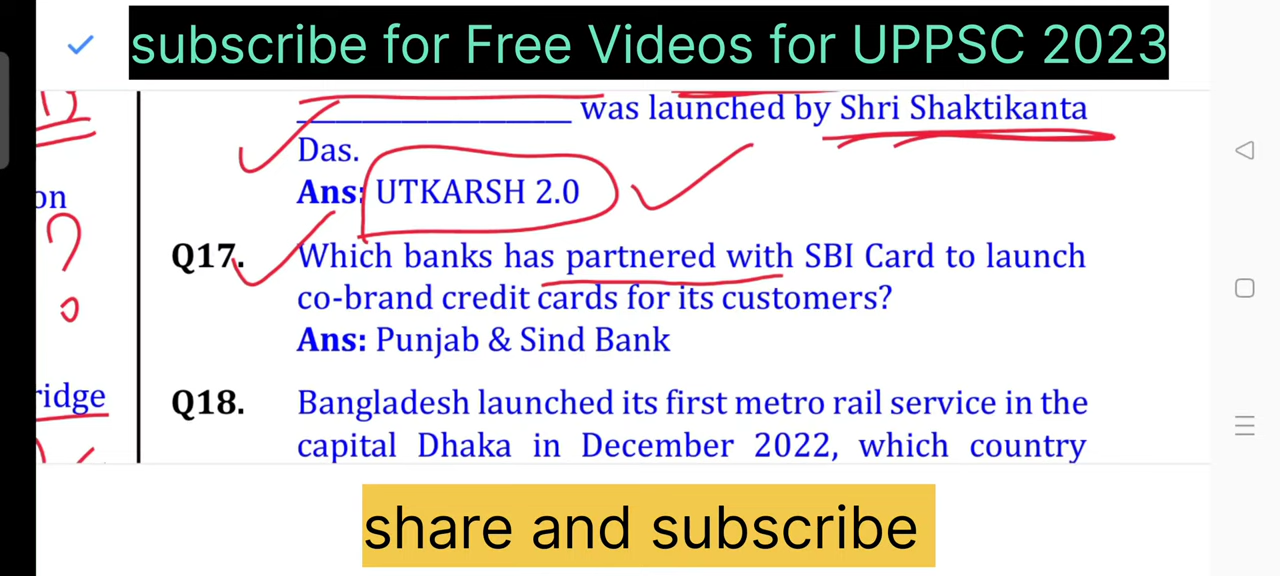 subscribe for Free Videos for UPPSC 2023
____________________ was launched by Shri Shaktikanta
Das.
Ans: UTKARSH 2.0
on
?
Q17. Which banks has partnered with SBI Card to launch
co-brand credit cards for its customers?
Ans: Punjab & Sind Bank
ridge
Q18. Bangladesh launched its first metro rail service in the
capital Dhaka in December 2022, which country
share and subscribe